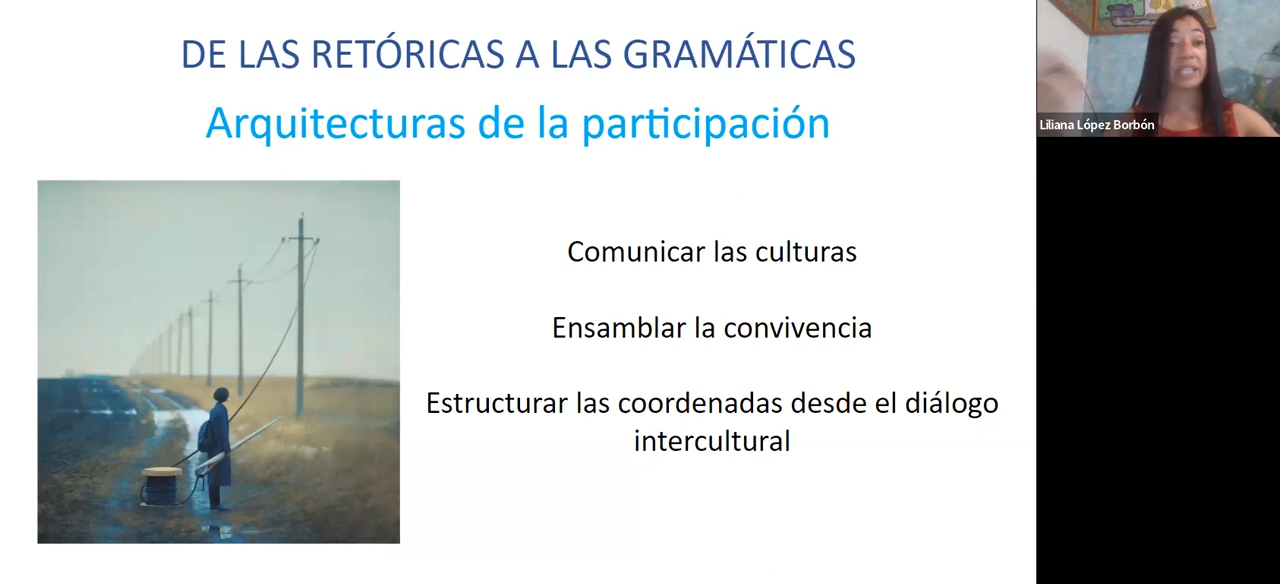 DE LAS RETÓRICAS A LAS GRAMÁTICAS
Arquitecturas de la participación
Comunicar las culturas
Ensamblar la convivencia
Estructurar las coordenadas desde el diálogo
intercultural
Liliana López Borbón